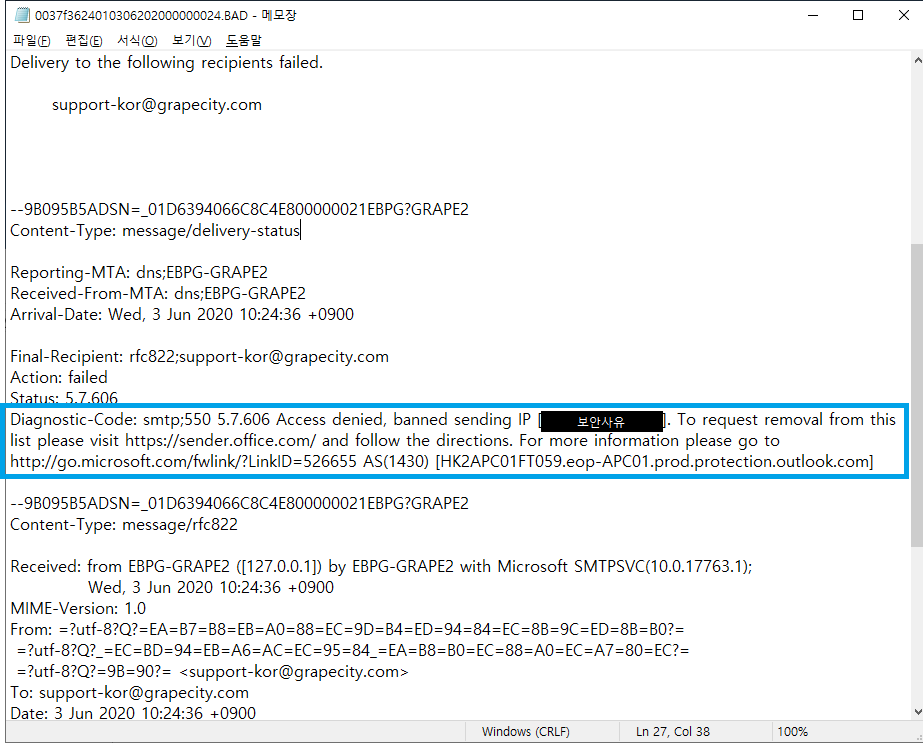 0037f3624010306202000000024.BAD - 메모장
파일(F) 편집(E) 서식(O) 보기(V) 도움말
Delivery to the following recipients failed.
support-kor@grapecity.com
--9B095B5ADSN=_01D6394066C8C4E800000021EBPG?GRAPE2
Content-Type: message/delivery-status
Reporting-MTA: dns;EBPG-GRAPE2
Received-From-MTA: dns;EBPG-GRAPE2
Arrival-Date: Wed, 3 Jun 2020 10:24:36 +0900
Final-Recipient: rfc822;support-kor@grapecity.com
Action: failed
Status: 5.7.606
Diagnostic-Code: smtp;550 5.7.606 Access denied, banned sending IP [보안사유]. To request removal from this
list please visit https://sender.office.com/ and follow the directions. For more information please go to
http://go.microsoft.com/fwlink/?LinkID=526655 AS(1430) [HK2APC01FT059.eop-APC01.prod.protection.outlook.com]
--9B095B5ADSN=_01D6394066C8C4E800000021EBPG?GRAPE2
Content-Type: message/rfc822
Received: from EBPG-GRAPE2 ([127.0.0.1]) by EBPG-GRAPE2 with Microsoft SMTPSVC(10.0.17763.1);
Wed, 3 Jun 2020 10:24:36 +0900
MIME-Version: 1.0
From: =?utf-8?Q?=EA=B7=B8=EB=A0=88=EC=9D=B4=ED=94=84=EC=8B=9C=ED=8B=B0?=
=?utf-8?Q?_=EC=BD=94=EB=A6=AC=EC=95=84_=EA=B8=B0=EC=88=A0=EC=A7=80=EC?=
=?utf-8?Q?=9B=90?= <support-kor@grapecity.com>
To: support-kor@grapecity.com
Date: 3 Jun 2020 10:24:36 +0900
Windows (CRLF) Ln 27, Col 38 100%